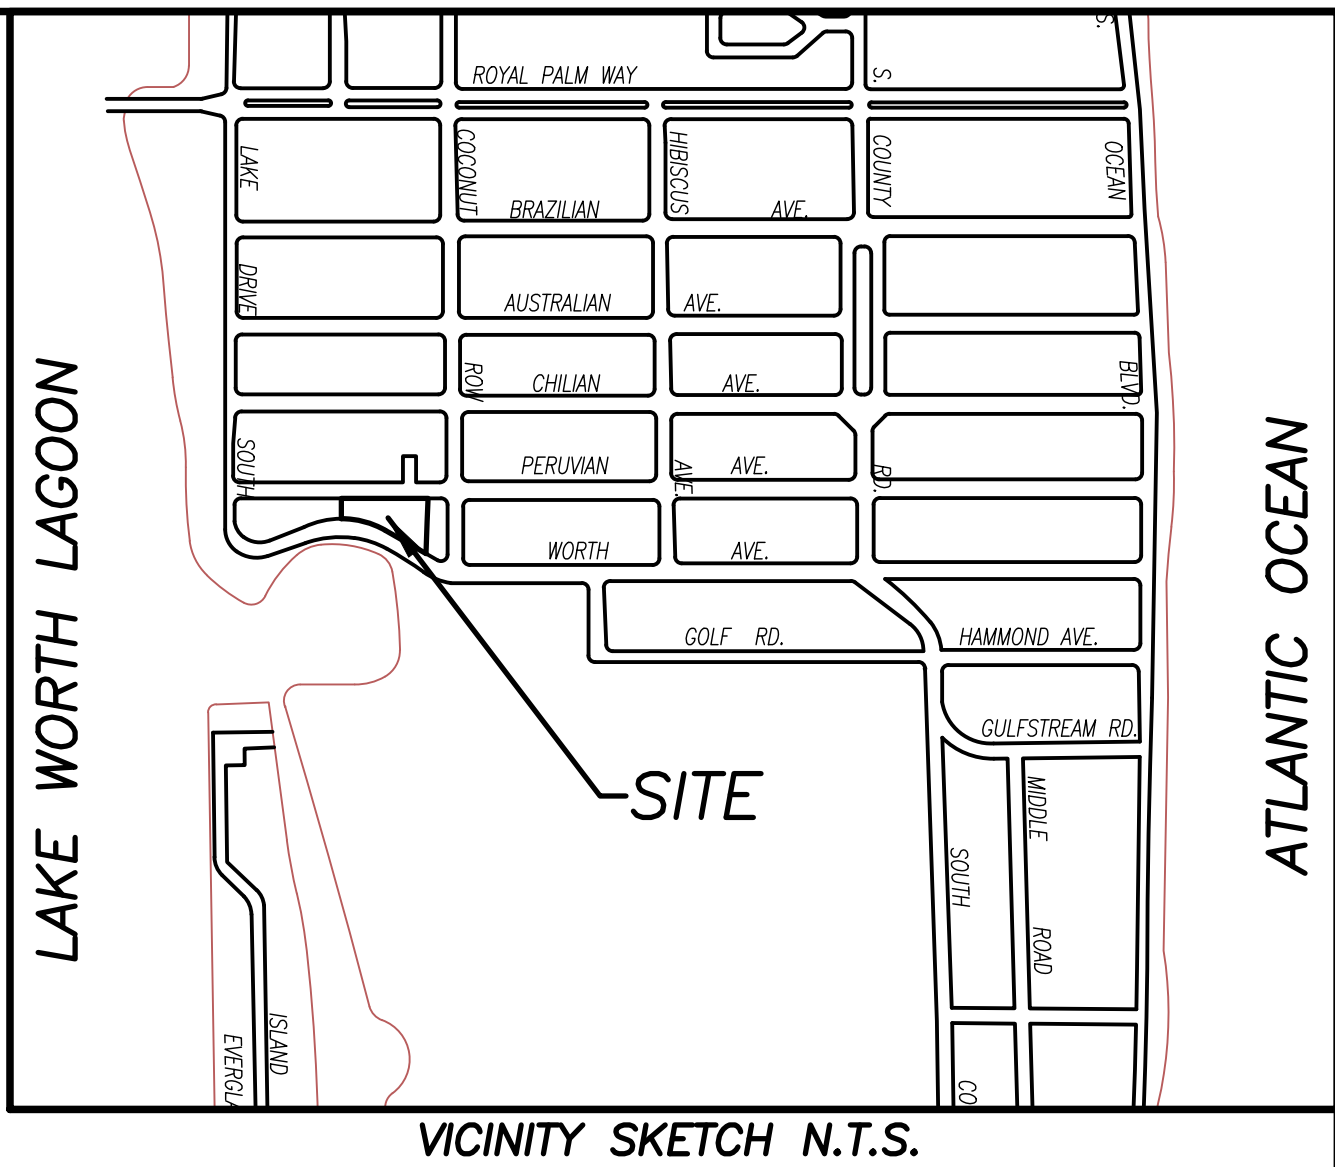 S.
ROYAL PALM WAY
S.
LAKE
COCONUT
HIBISCUS
COUNTY
OCEAN
BRAZILIAN AVE.
DRIVE
AUSTRALIAN AVE.
ROW
CHILIAN AVE.
BLVD.
SOUTH
PERUVIAN AVE.
AVE.
RD.
WORTH AVE.
GOLF RD.
HAMMOND AVE.
GULFSTREAM RD.
LAKE WORTH LAGOON
ATLANTIC OCEAN
SITE
MIDDLE
SOUTH
ROAD
ISLAND
EVERGLA
CO
VICINITY SKETCH N.T.S.